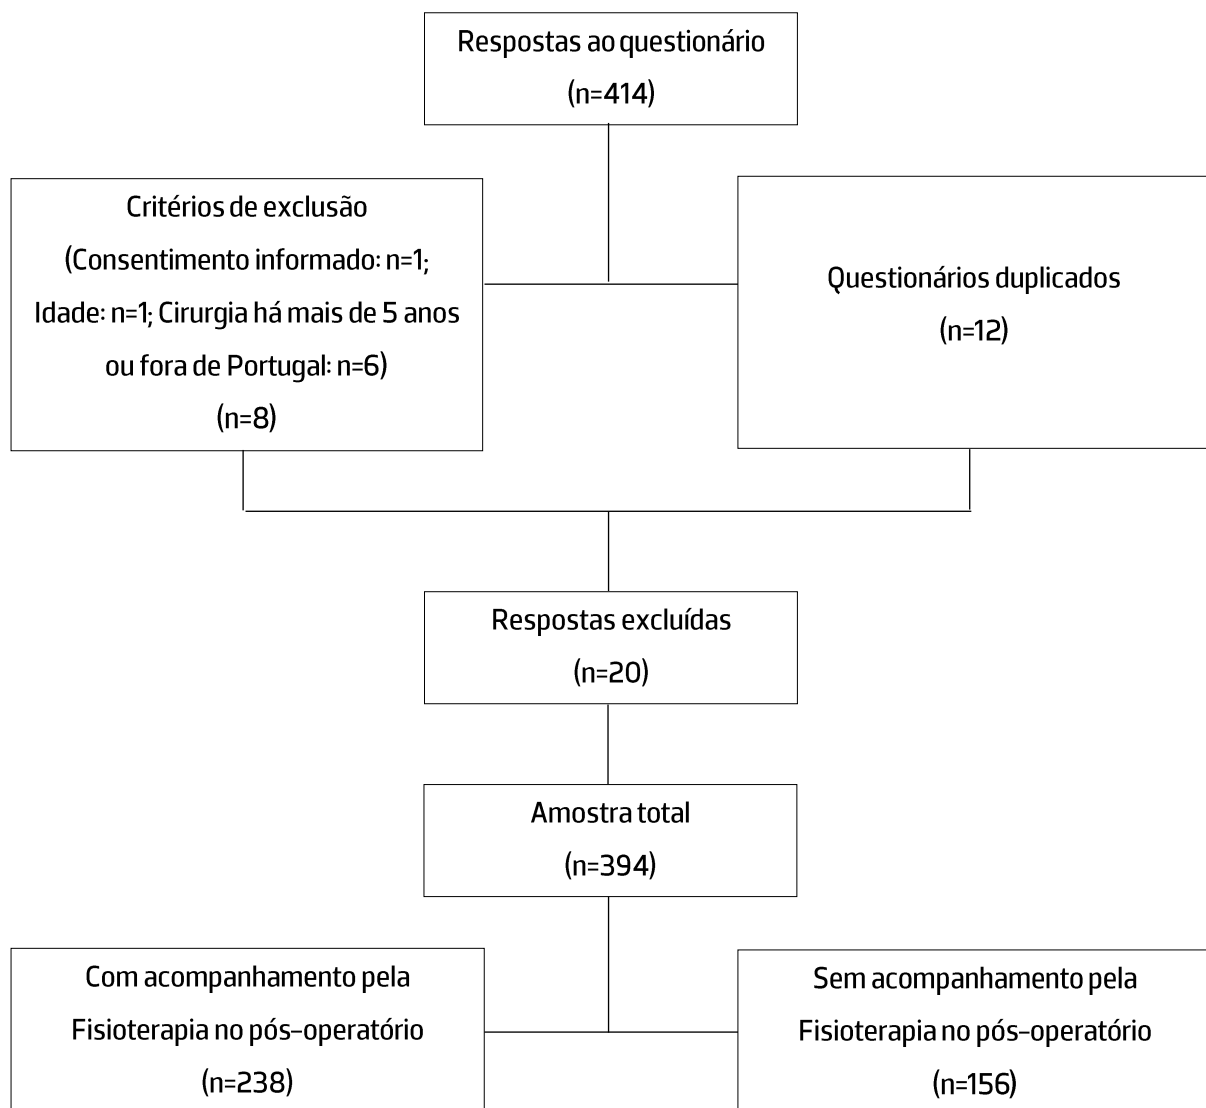 Respostas ao questionário
(n=414)
Critérios de exclusão
(Consentimento informado: n=1;
Idade: n=1; Cirurgia há mais de 5 anos
ou fora de Portugal: n=6)
(n=8)
Questionários duplicados
(n=12)
Respostas excluídas
(n=20)
Amostra total
(n=394)
Com acompanhamento pela
Fisioterapia no pós-operatório
(n=238)
Sem acompanhamento pela
Fisioterapia no pós-operatório
(n=156)